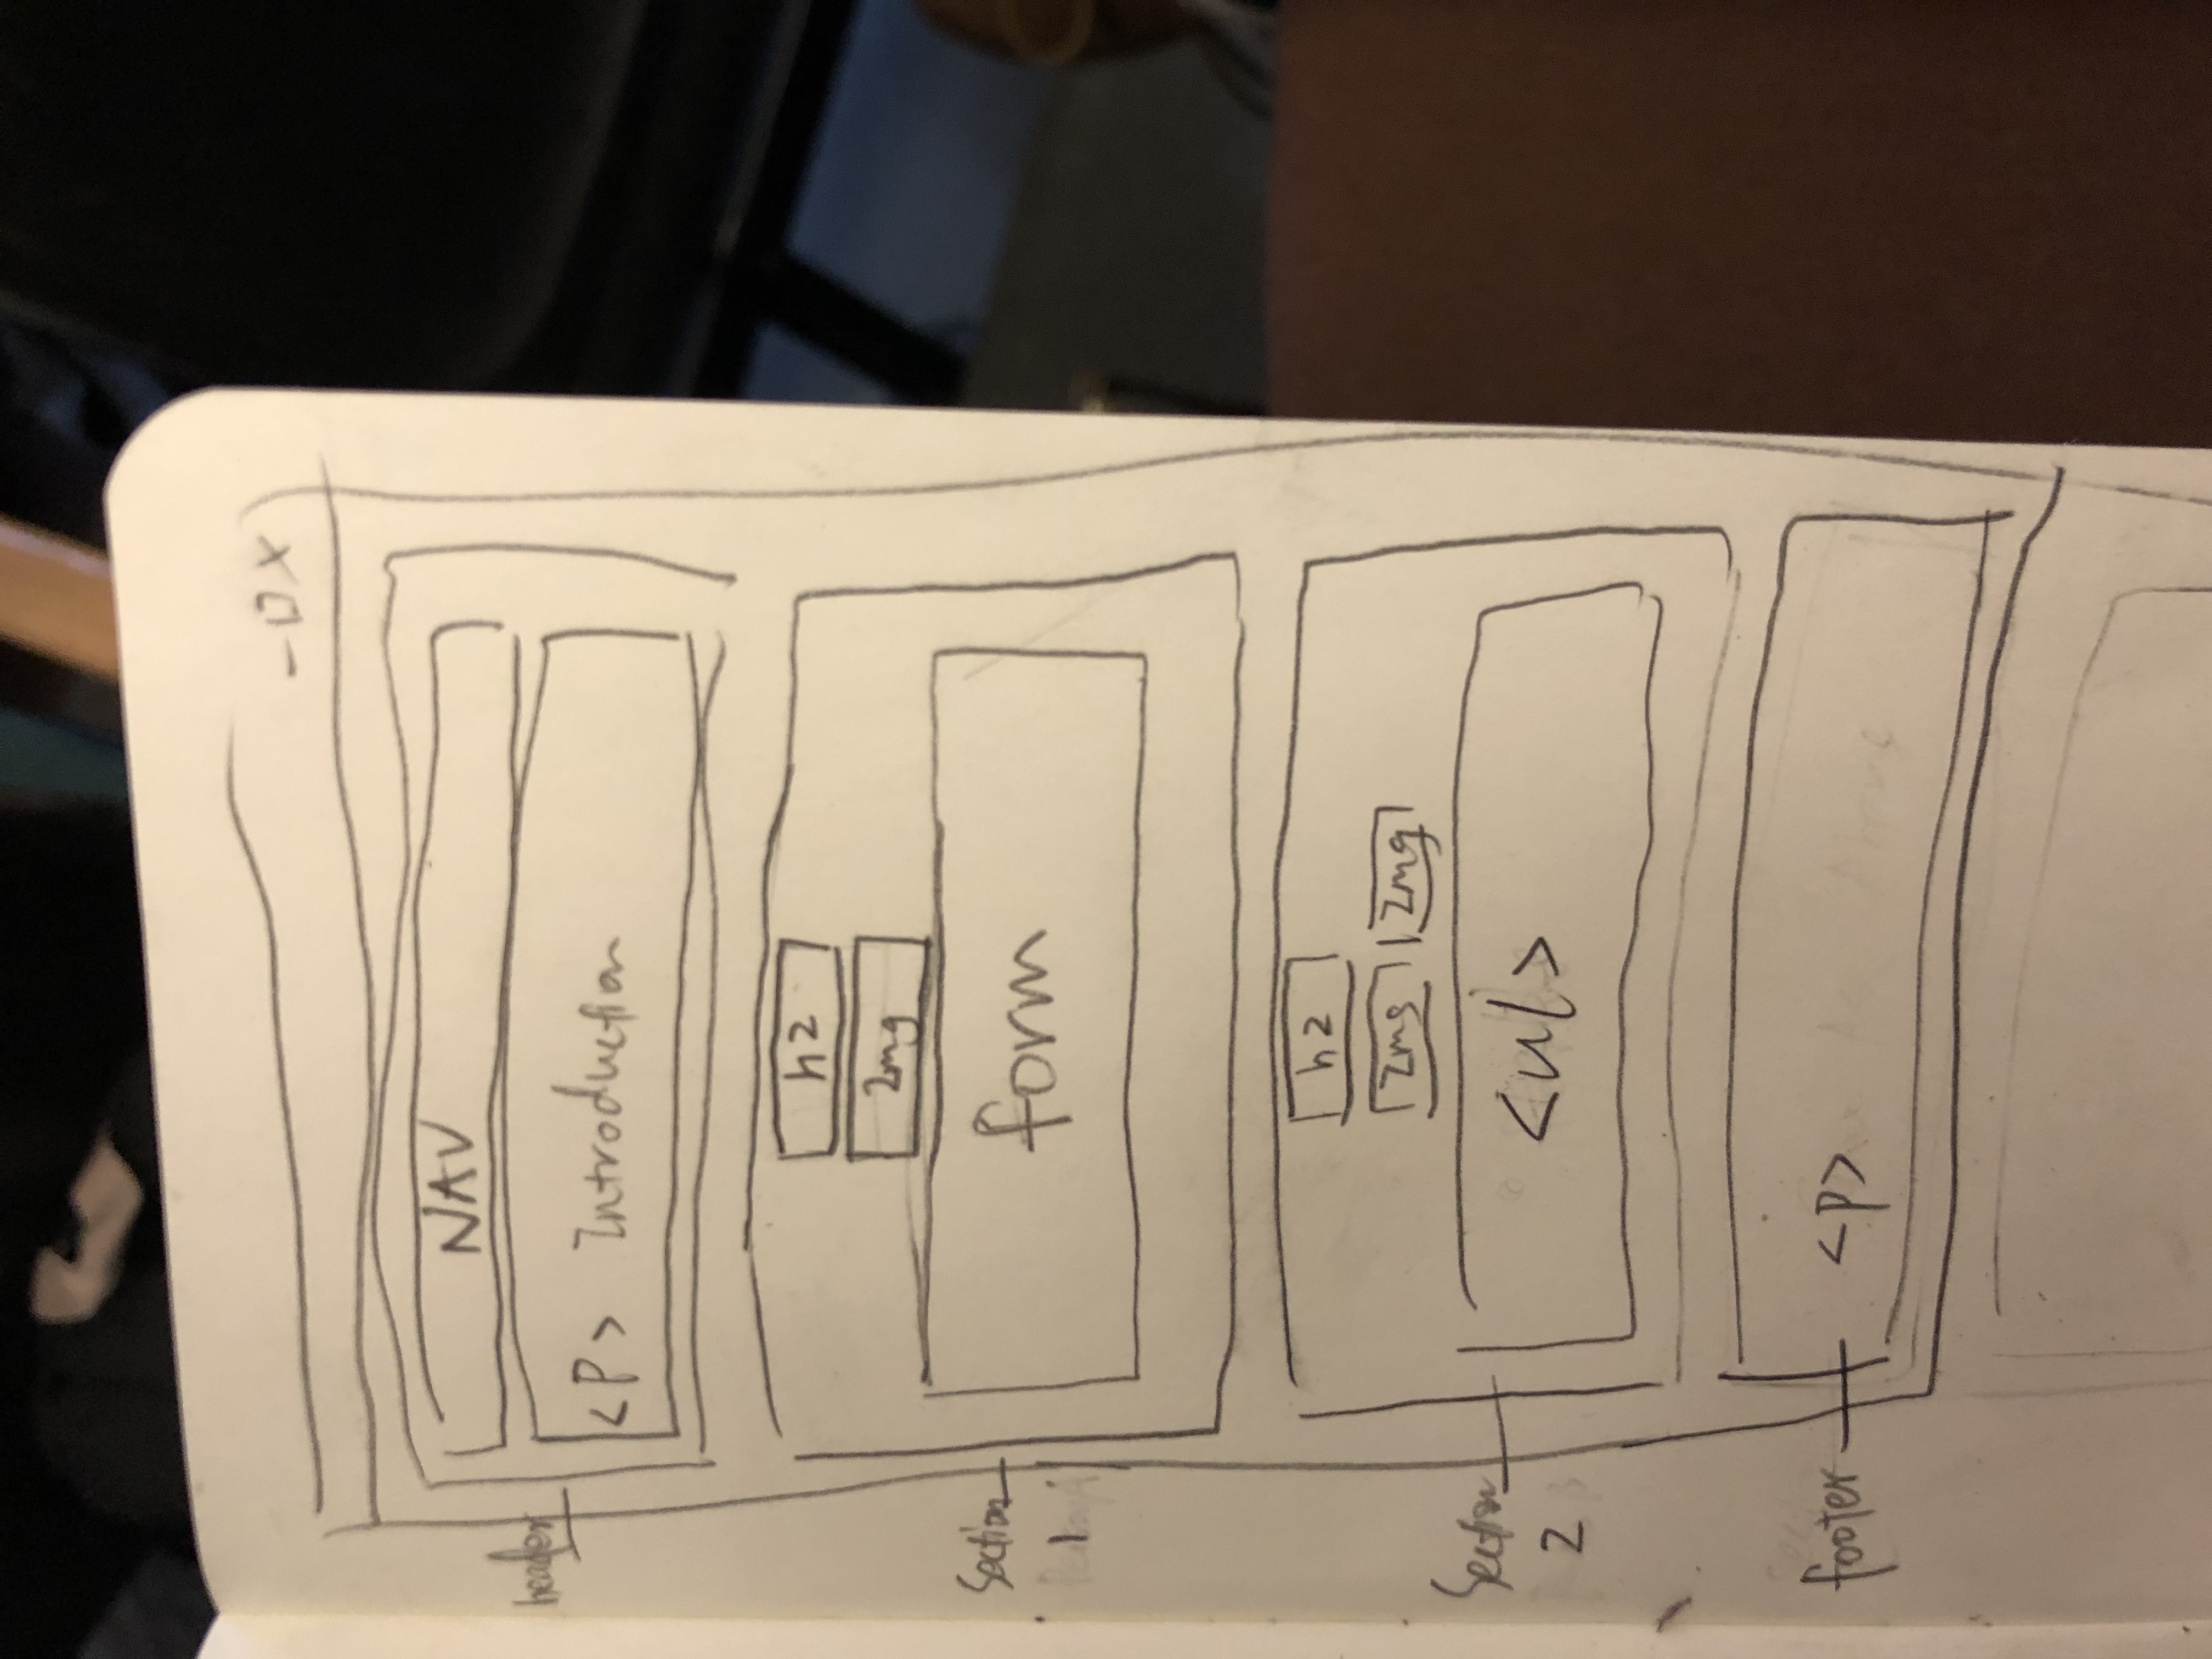 - □ X
NAV
header
<P> Introduction
h2
Img
Section
1
form
h2
Img Img
Section
2
<ul>
footer
<p>